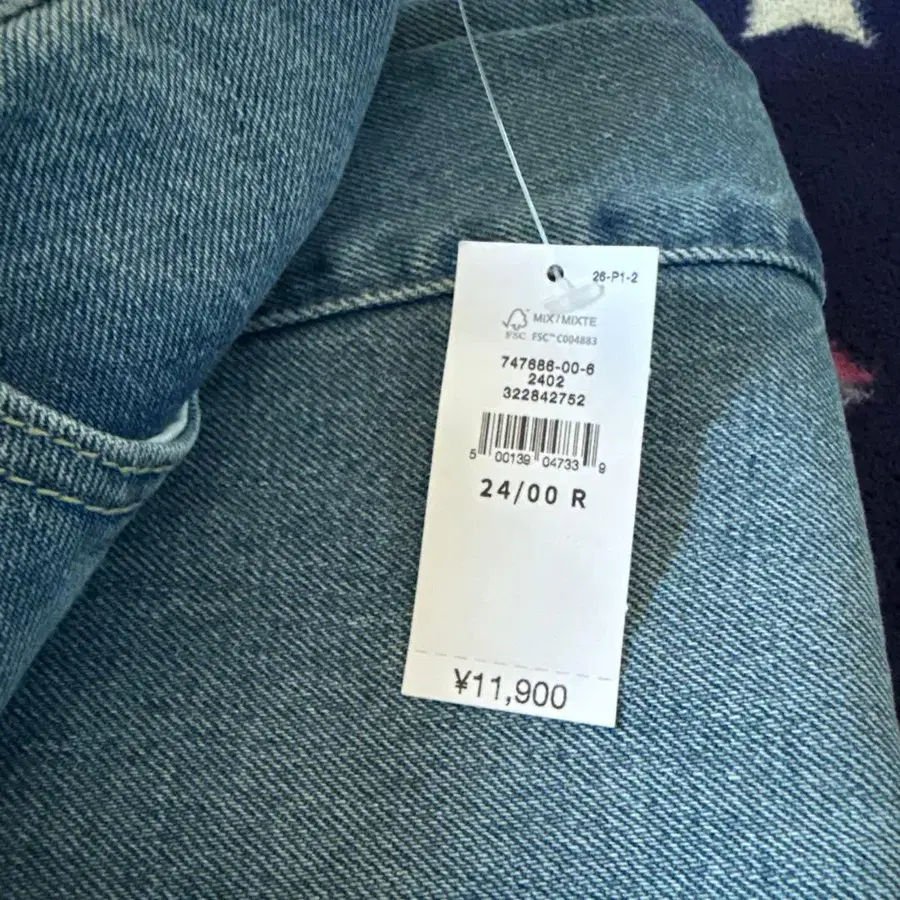 26-P1-2
MIX/MIXTE
FSC FSC™ C004883
747686-00-6
2402
322842752
5 00139 04733 9
24/00 R
¥11,900